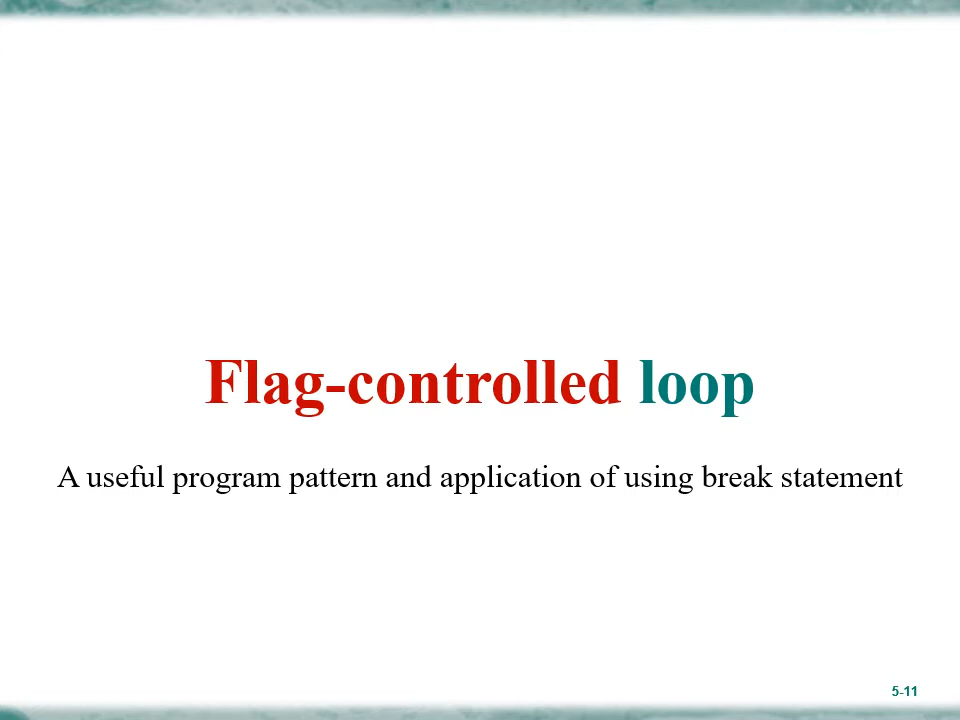 Flag-controlled loop
A useful program pattern and application of using break statement
5-11